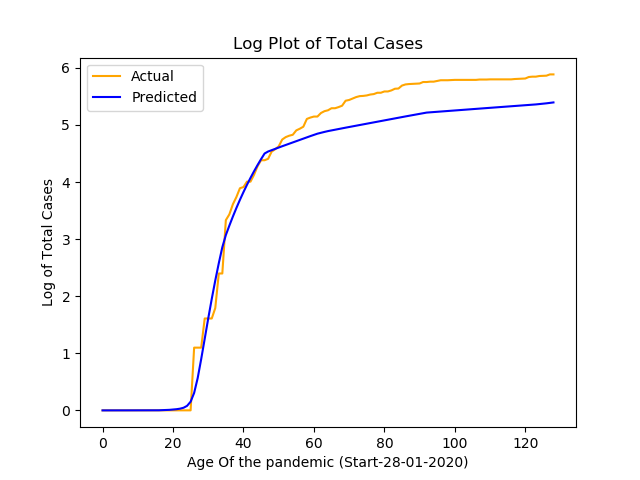 Log Plot of Total Cases
Actual
Predicted
6
5
4
3
2
1
0
Log of Total Cases
0 20 40 60 80 100 120
Age Of the pandemic (Start-28-01-2020)